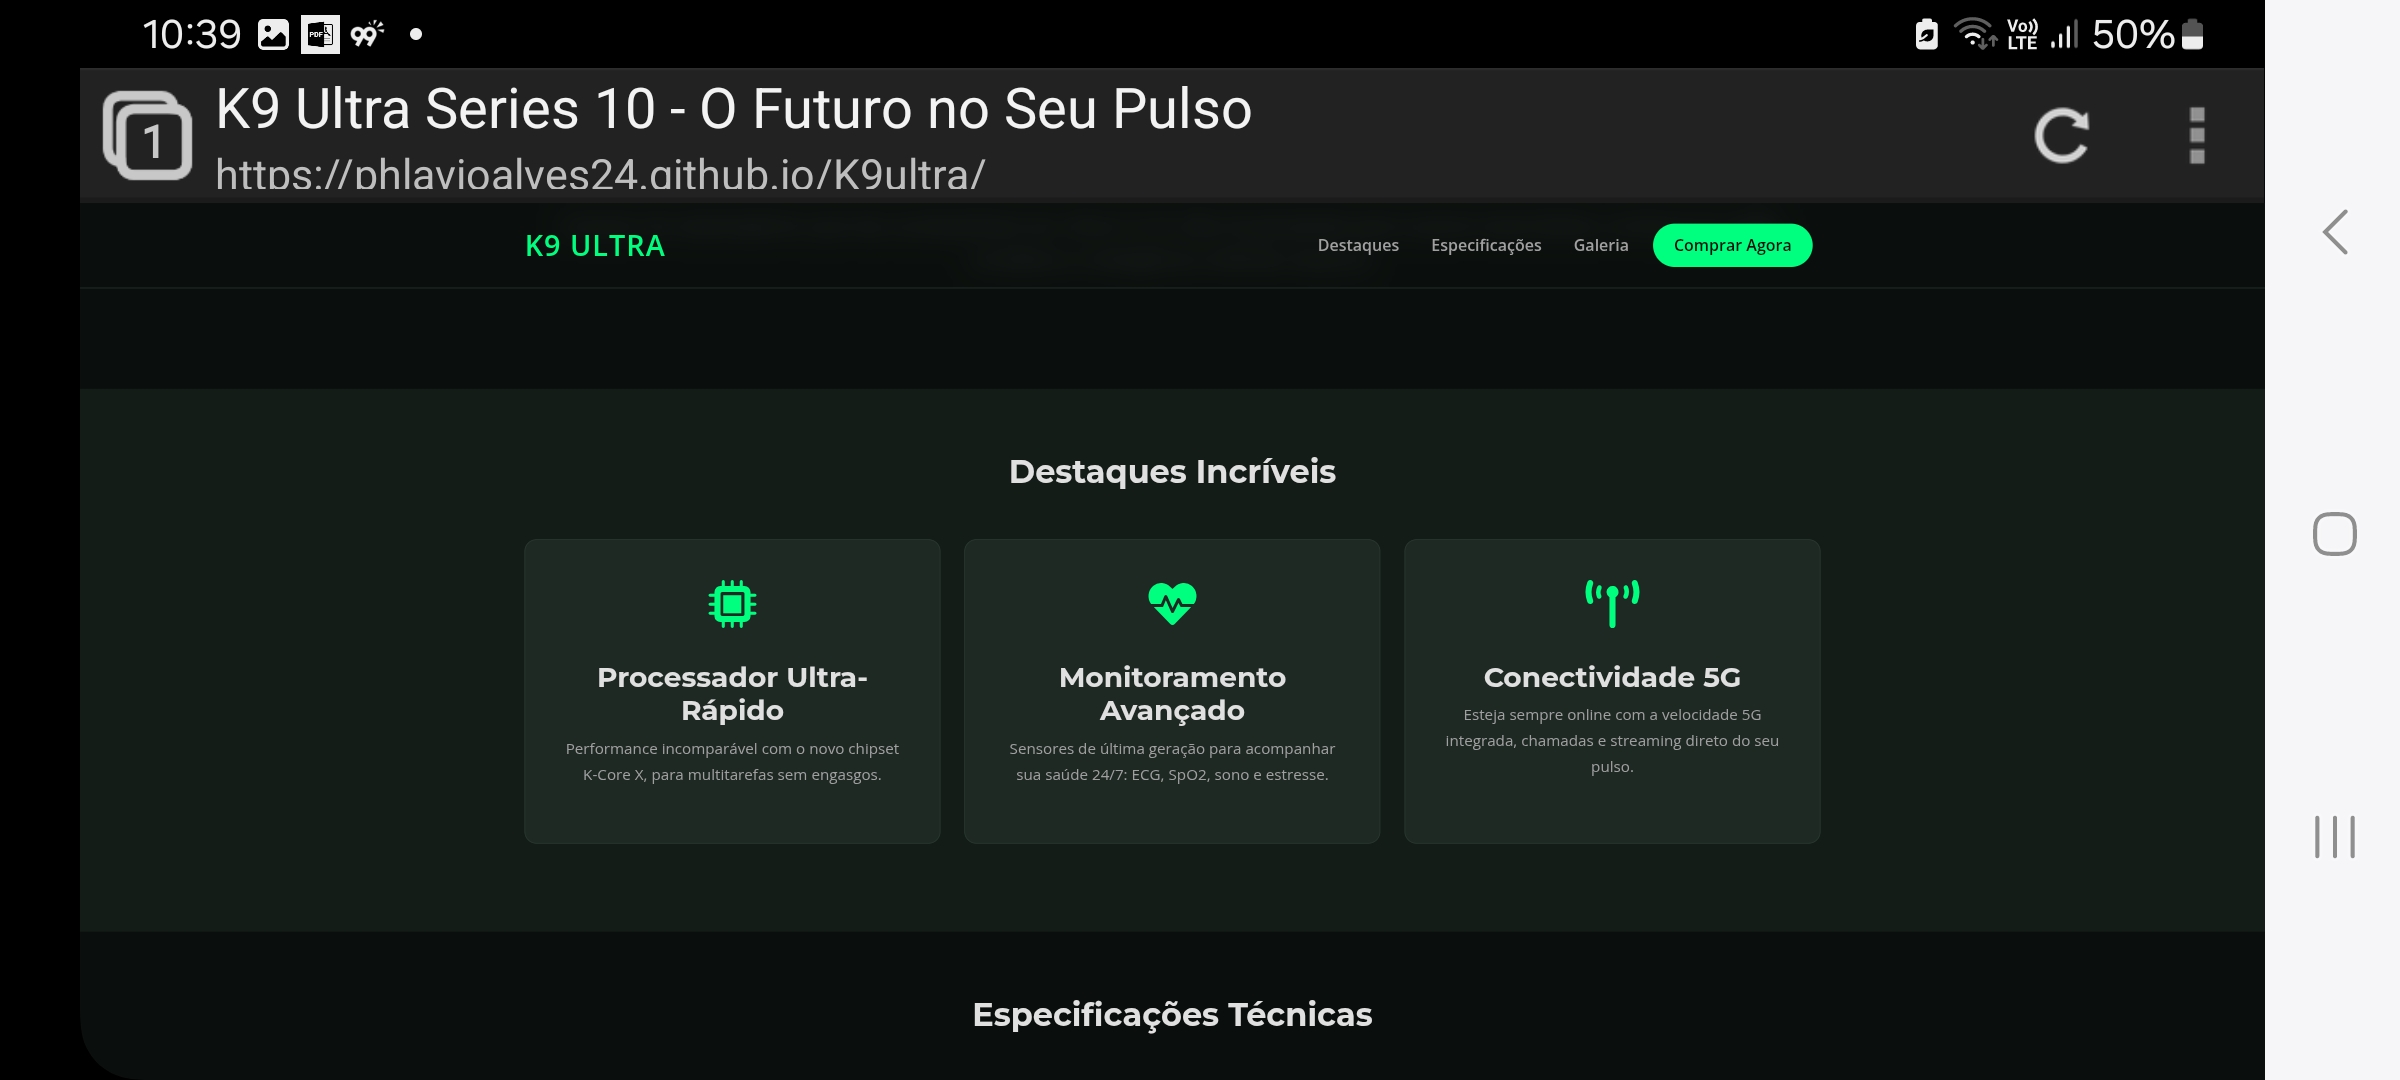 10:39
PDF
99
Vo)) LTE
50%
1
K9 Ultra Series 10 - O Futuro no Seu Pulso
https://phlavioalves24.github.io/K9ultra/
K9 ULTRA
Destaques
Especificações
Galeria
Comprar Agora
Destaques Incríveis
Processador Ultra-
Rápido
Performance incomparável com o novo chipset
K-Core X, para multitarefas sem engasgos.
Monitoramento
Avançado
Sensores de última geração para acompanhar
sua saúde 24/7: ECG, SpO2, sono e estresse.
Conectividade 5G
Esteja sempre online com a velocidade 5G
integrada, chamadas e streaming direto do seu
pulso.
Especificações Técnicas